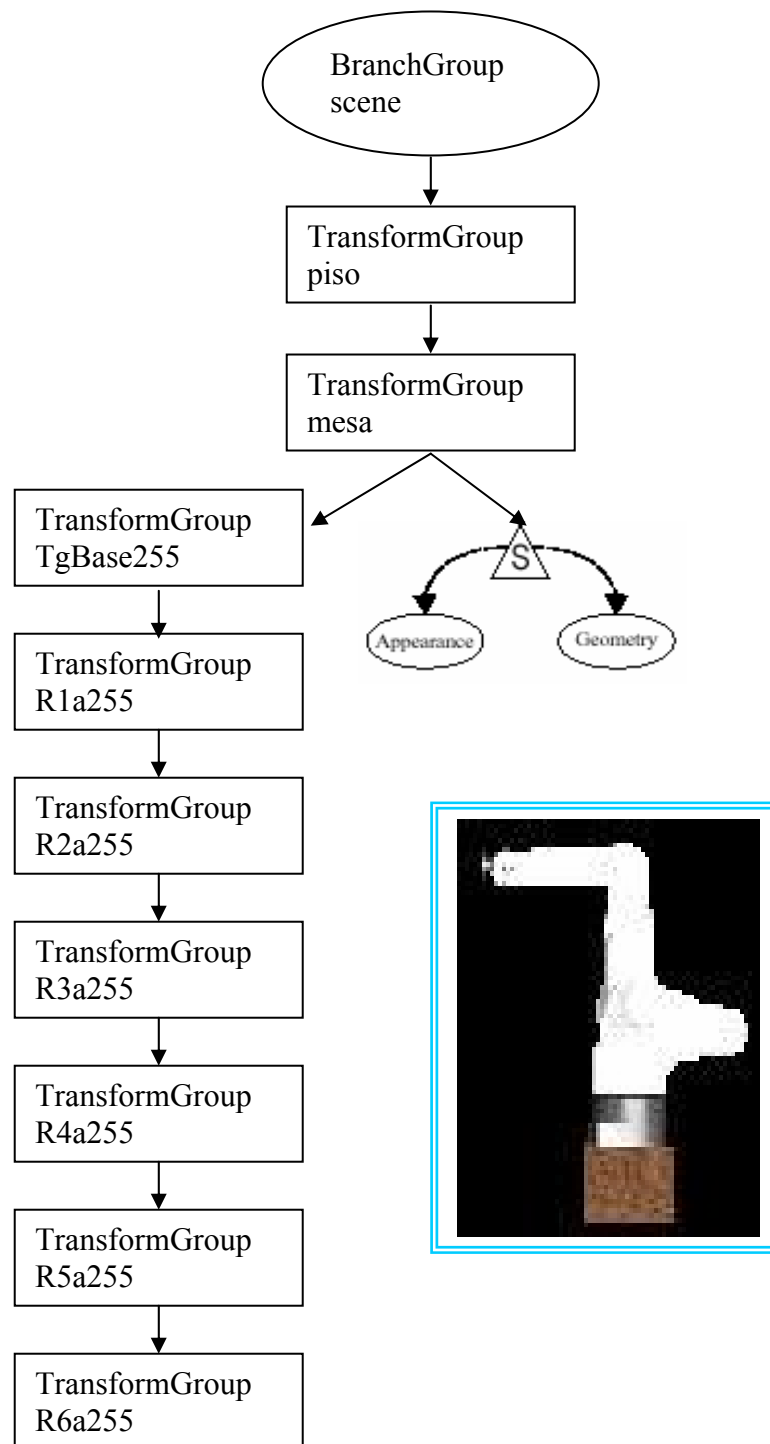 BranchGroup
scene
TransformGroup
piso
TransformGroup
mesa
TransformGroup
TgBase255
S
Appearance
Geometry
TransformGroup
R1a255
TransformGroup
R2a255
TransformGroup
R3a255
TransformGroup
R4a255
TransformGroup
R5a255
TransformGroup
R6a255